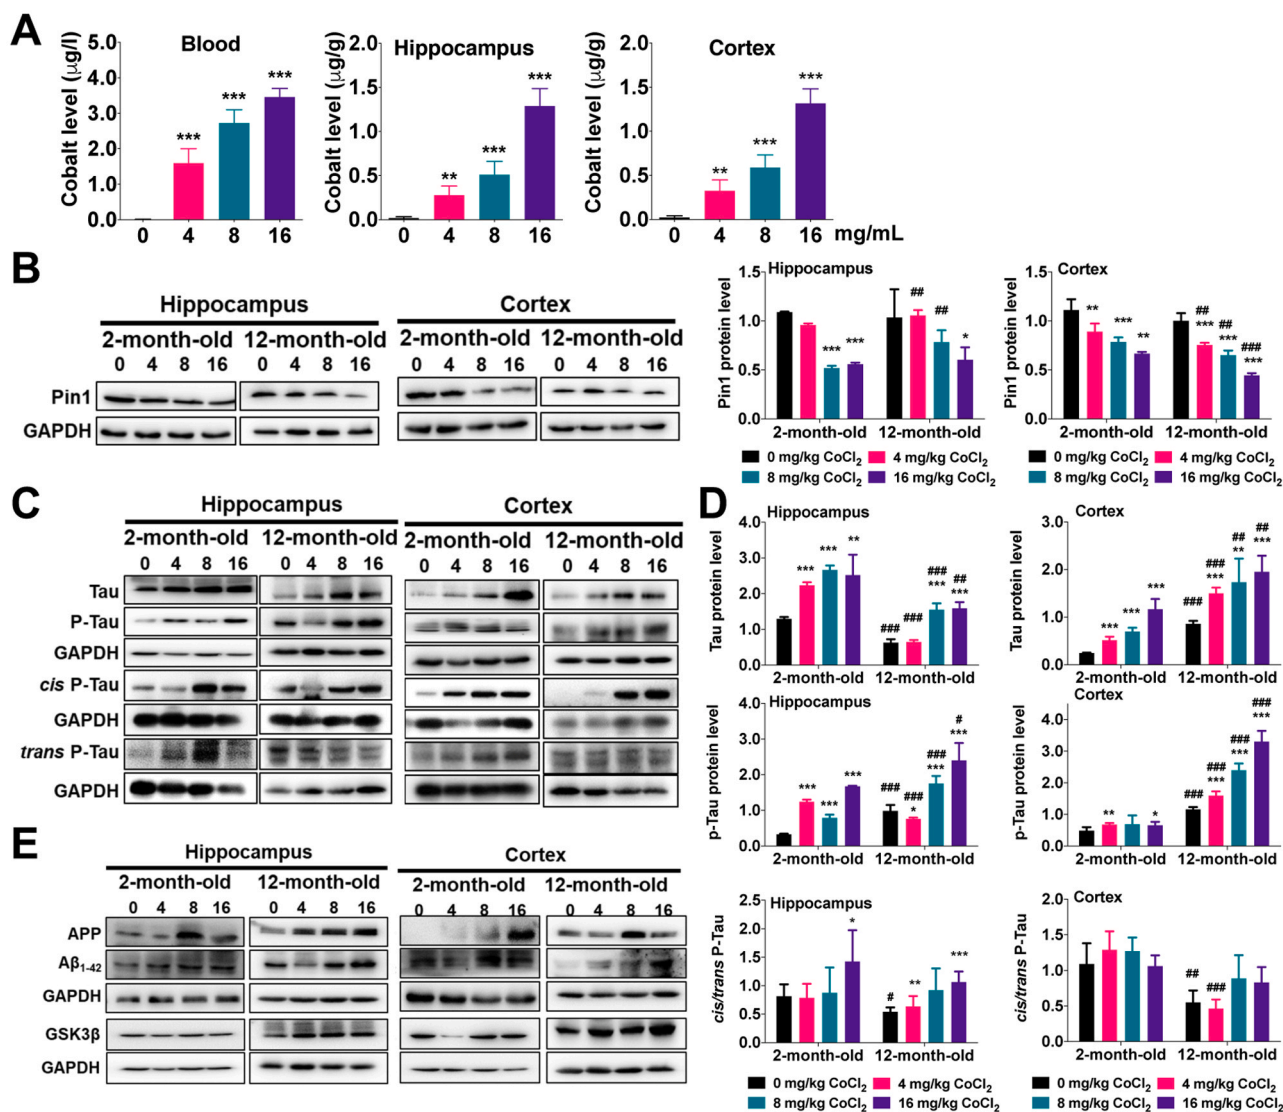 A
Blood
Cobalt level (μg/l)
5.0
4.0
3.0
2.0
1.0
0.0
***
***
***
0 4 8 16
Hippocampus
Cobalt level (μg/g)
2.0
1.5
1.0
0.5
0.0
**
***
***
0 4 8 16
Cortex
Cobalt level (μg/g)
2.0
1.5
1.0
0.5
0.0
**
***
***
0 4 8 16 mg/mL
B
Hippocampus
2-month-old 12-month-old
0 4 8 16 0 4 8 16
Cortex
2-month-old 12-month-old
0 4 8 16 0 4 8 16
Pin1
GAPDH
Hippocampus
Pin1 protein level
1.5
1.0
0.5
0.0
*** *** ## ## *
2-month-old 12-month-old
0 mg/kg CoCl₂ 4 mg/kg CoCl₂
8 mg/kg CoCl₂ 16 mg/kg CoCl₂
Cortex
Pin1 protein level
1.5
1.0
0.5
0.0
** *** ** ## *** ## *** ### ***
2-month-old 12-month-old
0 mg/kg CoCl₂ 4 mg/kg CoCl₂
8 mg/kg CoCl₂ 16 mg/kg CoCl₂
C
Hippocampus
2-month-old 12-month-old
0 4 8 16 0 4 8 16
Cortex
2-month-old 12-month-old
0 4 8 16 0 4 8 16
Tau
P-Tau
GAPDH
cis P-Tau
GAPDH
trans P-Tau
GAPDH
D
Hippocampus
Tau protein level
4.0
3.0
2.0
1.0
0.0
*** *** ** ### ### ### *** ## ***
2-month-old 12-month-old
Cortex
Tau protein level
3.0
2.0
1.0
0.0
*** *** *** ### ### *** ## ** ## ***
2-month-old 12-month-old
Hippocampus
p-Tau protein level
4.0
3.0
2.0
1.0
0.0
*** *** *** ### ### * ### *** # ***
2-month-old 12-month-old
Cortex
p-Tau protein level
4.0
3.0
2.0
1.0
0.0
** * ### ### *** ### *** ### ***
2-month-old 12-month-old
Hippocampus
cis/trans P-Tau
2.5
2.0
1.5
1.0
0.5
0.0
* # ** ***
2-month-old 12-month-old
0 mg/kg CoCl₂ 4 mg/kg CoCl₂
8 mg/kg CoCl₂ 16 mg/kg CoCl₂
Cortex
cis/trans P-Tau
2.0
1.5
1.0
0.5
0.0
## ###
2-month-old 12-month-old
0 mg/kg CoCl₂ 4 mg/kg CoCl₂
8 mg/kg CoCl₂ 16 mg/kg CoCl₂
E
Hippocampus
2-month-old 12-month-old
0 4 8 16 0 4 8 16
Cortex
2-month-old 12-month-old
0 4 8 16 0 4 8 16
APP
Aβ₁₋₄₂
GAPDH
GSK3β
GAPDH